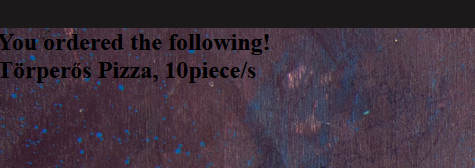 You ordered the following!
Törperős Pizza, 10piece/s